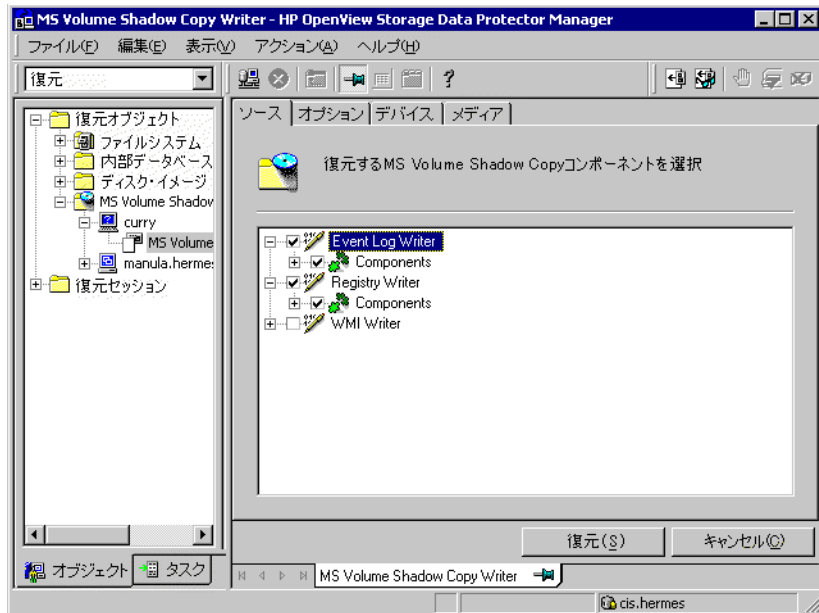 MS Volume Shadow Copy Writer - HP OpenView Storage Data Protector Manager
ファイル(F) 編集(E) 表示(V) アクション(A) ヘルプ(H)
復元
ソース オプション デバイス メディア
復元するMS Volume Shadow Copyコンポーネントを選択
復元オブジェクト
ファイルシステム
内部データベース
ディスク・イメージ
MS Volume Shadow
curry
MS Volume
manula.hermes
復元セッション
Event Log Writer
Components
Registry Writer
Components
WMI Writer
復元(S) キャンセル(C)
オブジェクト タスク
MS Volume Shadow Copy Writer
cis.hermes